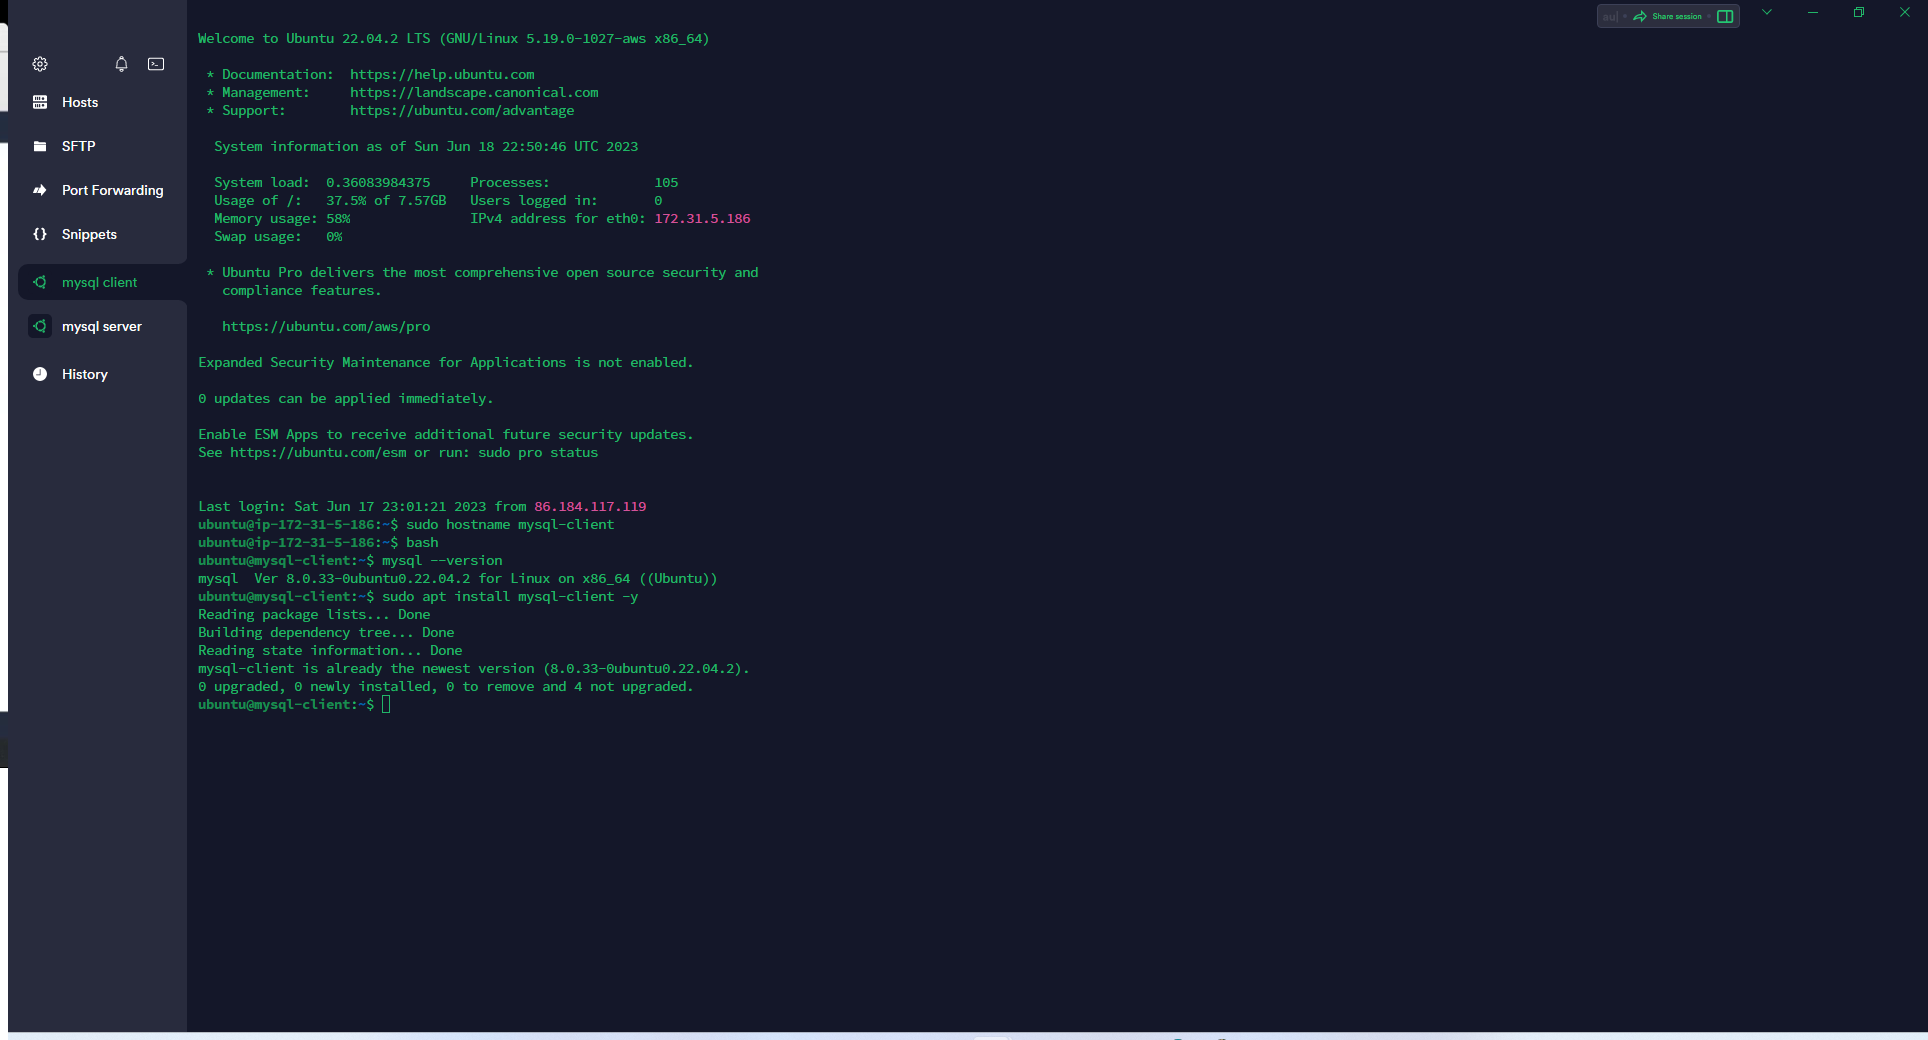 Share session
Hosts
SFTP
Port Forwarding
Snippets
mysql client
mysql server
History
Welcome to Ubuntu 22.04.2 LTS (GNU/Linux 5.19.0-1027-aws x86_64)
* Documentation:  https://help.ubuntu.com
* Management:     https://landscape.canonical.com
* Support:        https://ubuntu.com/advantage
System information as of Sun Jun 18 22:50:46 UTC 2023
System load:  0.36083984375     Processes:             105
Usage of /:   37.5% of 7.57GB   Users logged in:       0
Memory usage: 58%               IPv4 address for eth0: 172.31.5.186
Swap usage:   0%
* Ubuntu Pro delivers the most comprehensive open source security and
compliance features.
https://ubuntu.com/aws/pro
Expanded Security Maintenance for Applications is not enabled.
0 updates can be applied immediately.
Enable ESM Apps to receive additional future security updates.
See https://ubuntu.com/esm or run: sudo pro status
Last login: Sat Jun 17 23:01:21 2023 from 86.184.117.119
ubuntu@ip-172-31-5-186:~$ sudo hostname mysql-client
ubuntu@ip-172-31-5-186:~$ bash
ubuntu@mysql-client:~$ mysql --version
mysql  Ver 8.0.33-0ubuntu0.22.04.2 for Linux on x86_64 ((Ubuntu))
ubuntu@mysql-client:~$ sudo apt install mysql-client -y
Reading package lists... Done
Building dependency tree... Done
Reading state information... Done
mysql-client is already the newest version (8.0.33-0ubuntu0.22.04.2).
0 upgraded, 0 newly installed, 0 to remove and 4 not upgraded.
ubuntu@mysql-client:~$